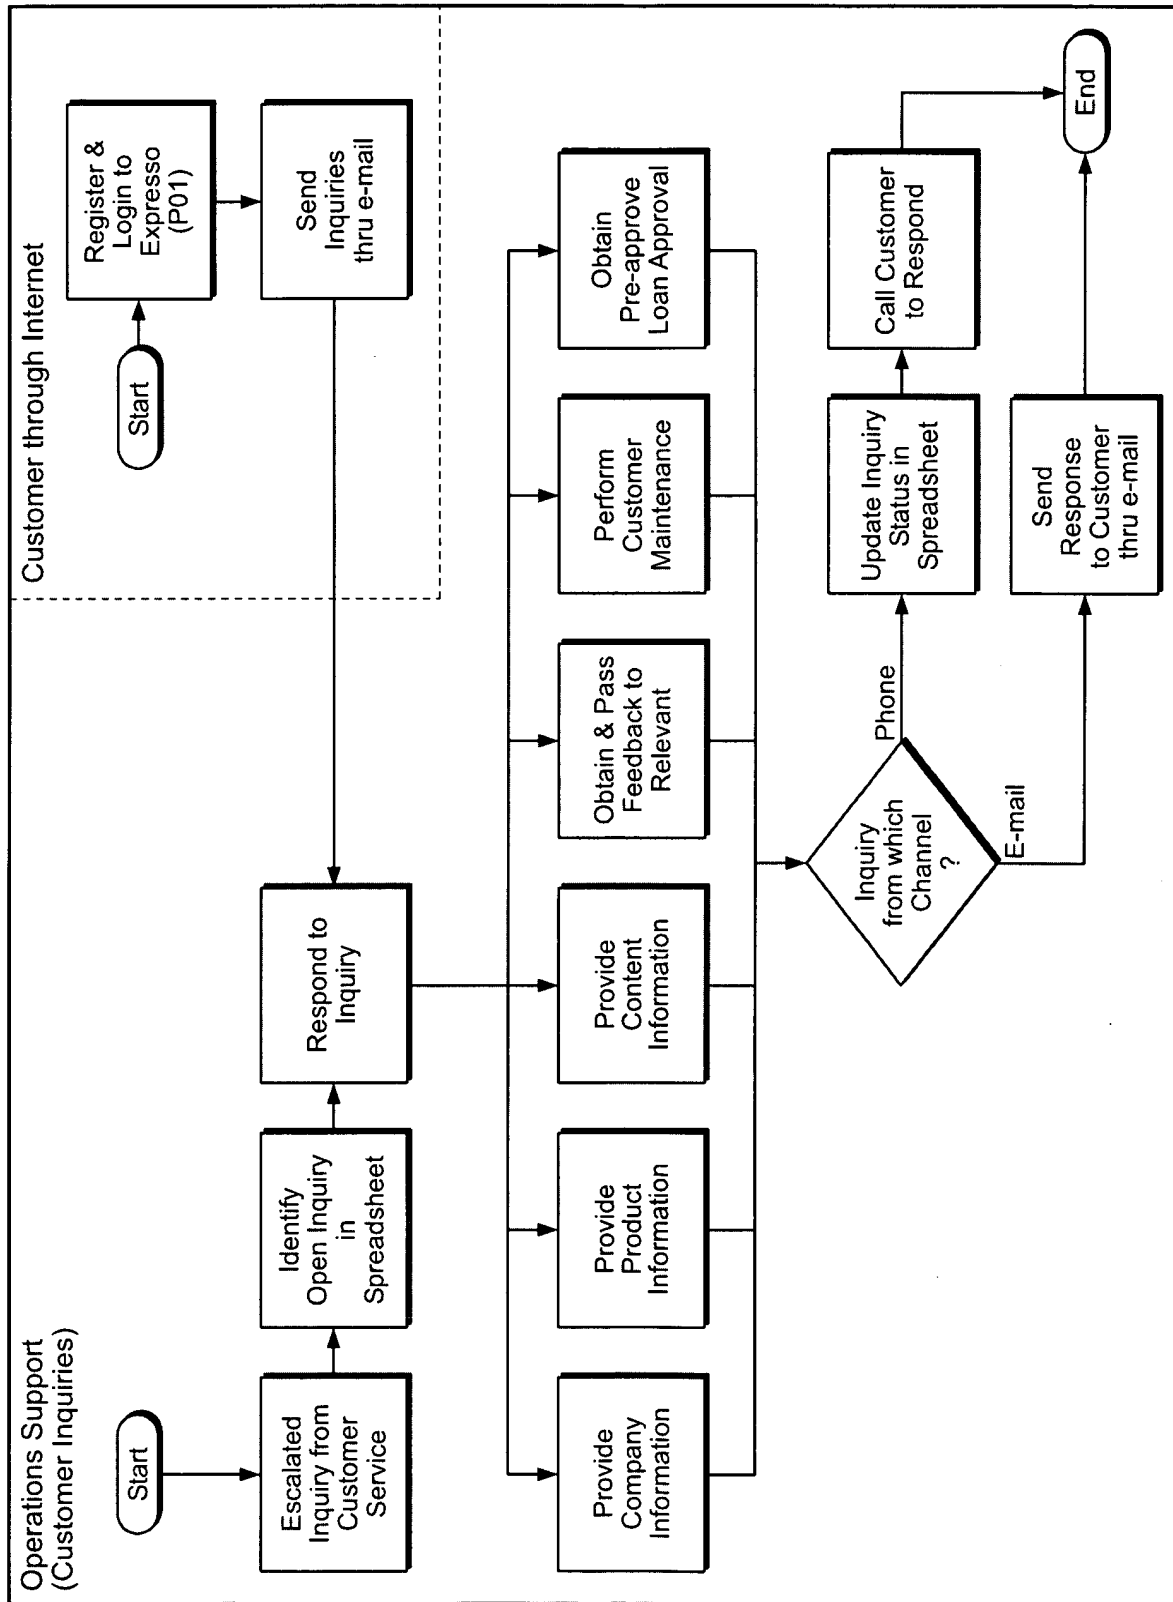 Operations Support
(Customer Inquiries)
Customer through Internet
Start
Start
Register &
Login to
Expresso
(P01)
Escalated
Inquiry from
Customer
Service
Identify
Open Inquiry
in
Spreadsheet
Respond to
Inquiry
Send
Inquiries
thru e-mail
Provide
Company
Information
Provide
Product
Information
Provide
Content
Information
Obtain & Pass
Feedback to
Relevant
Perform
Customer
Maintenance
Obtain
Pre-approve
Loan Approval
Inquiry
from which
Channel
?
Phone
E-mail
Update Inquiry
Status in
Spreadsheet
Call Customer
to Respond
Send
Response
to Customer
thru e-mail
End